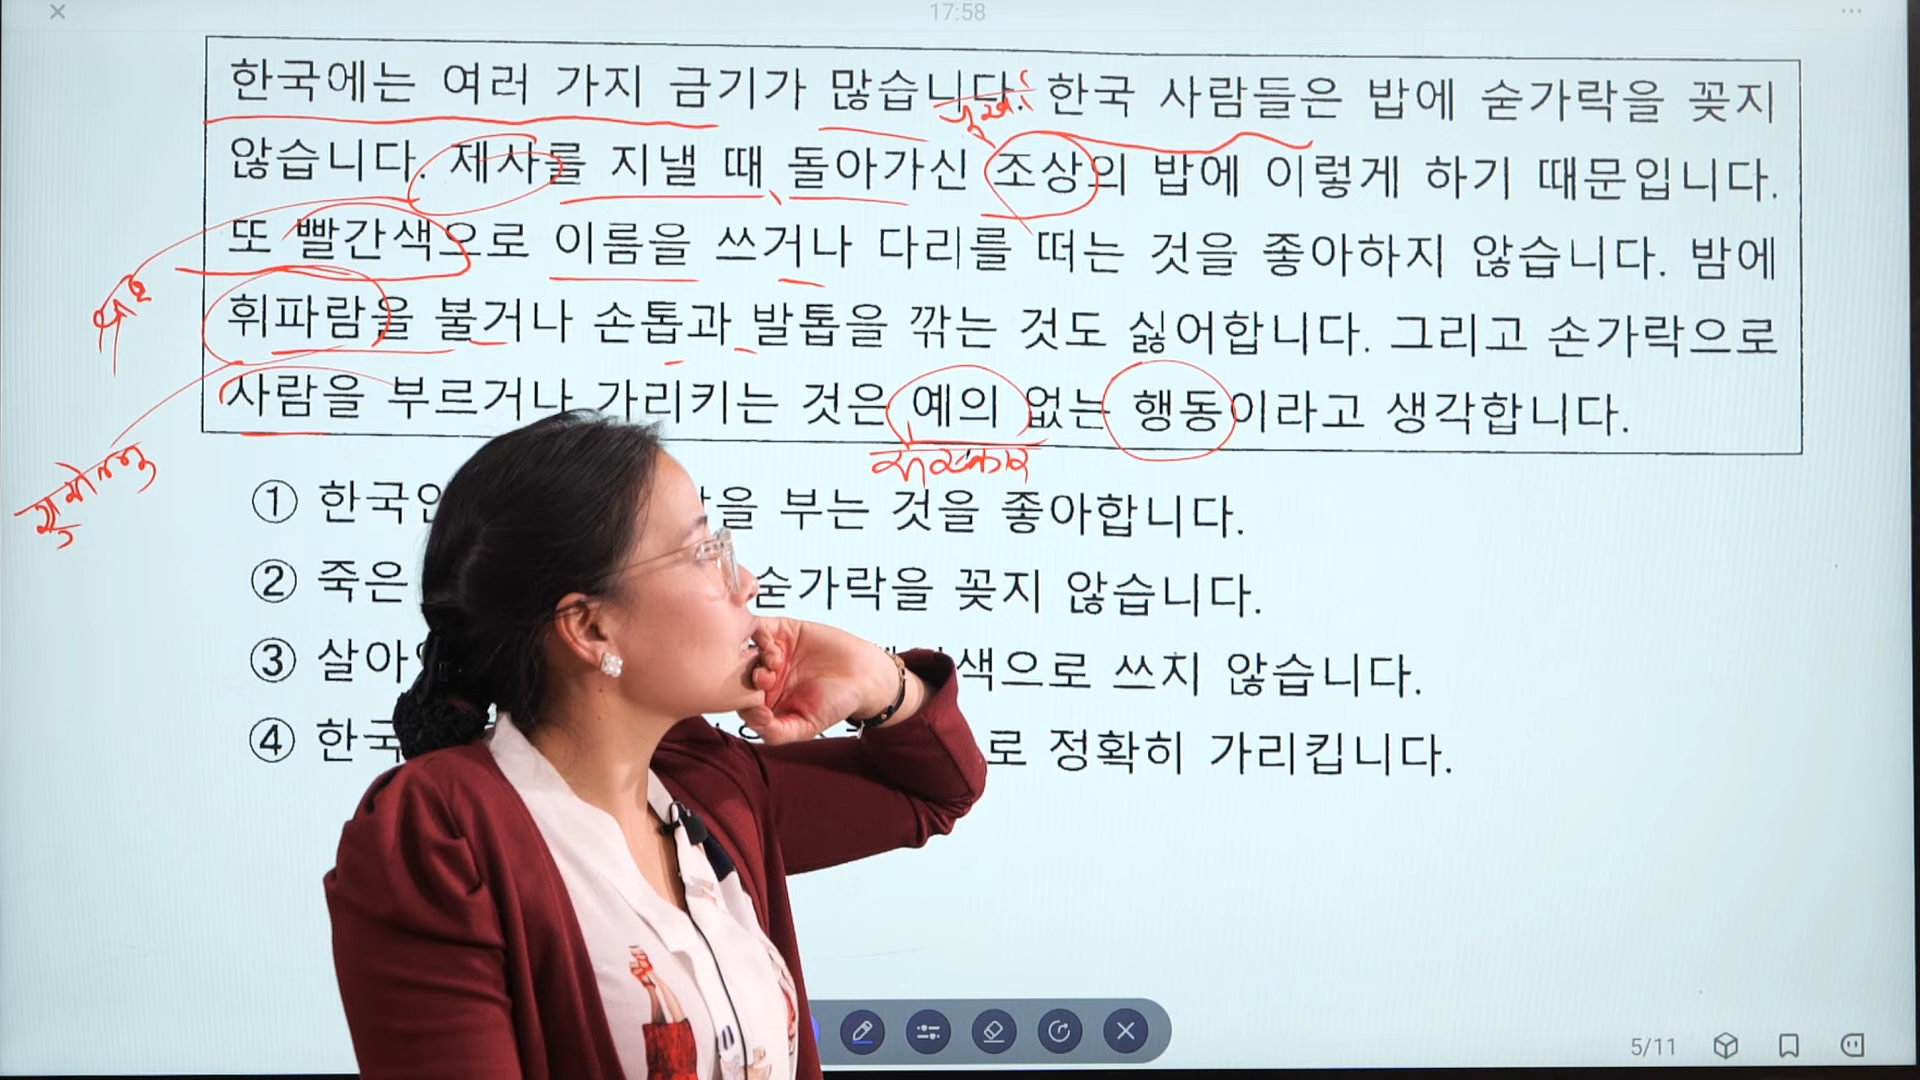 17:58
한국에는 여러 가지 금기가 많습니다. 한국 사람들은 밥에 숟가락을 꽂지
않습니다. 제사를 지낼 때 돌아가신 조상의 밥에 이렇게 하기 때문입니다.
또 빨간색으로 이름을 쓰거나 다리를 떠는 것을 좋아하지 않습니다. 밤에
휘파람을 불거나 손톱과 발톱을 깎는 것도 싫어합니다. 그리고 손가락으로
사람을 부르거나 가리키는 것은 예의 없는 행동이라고 생각합니다.
① 한국 을 부는 것을 좋아합니다.
② 죽은 숟가락을 꽂지 않습니다.
③ 살아 색으로 쓰지 않습니다.
④ 한국 로 정확히 가리킵니다.
5/11